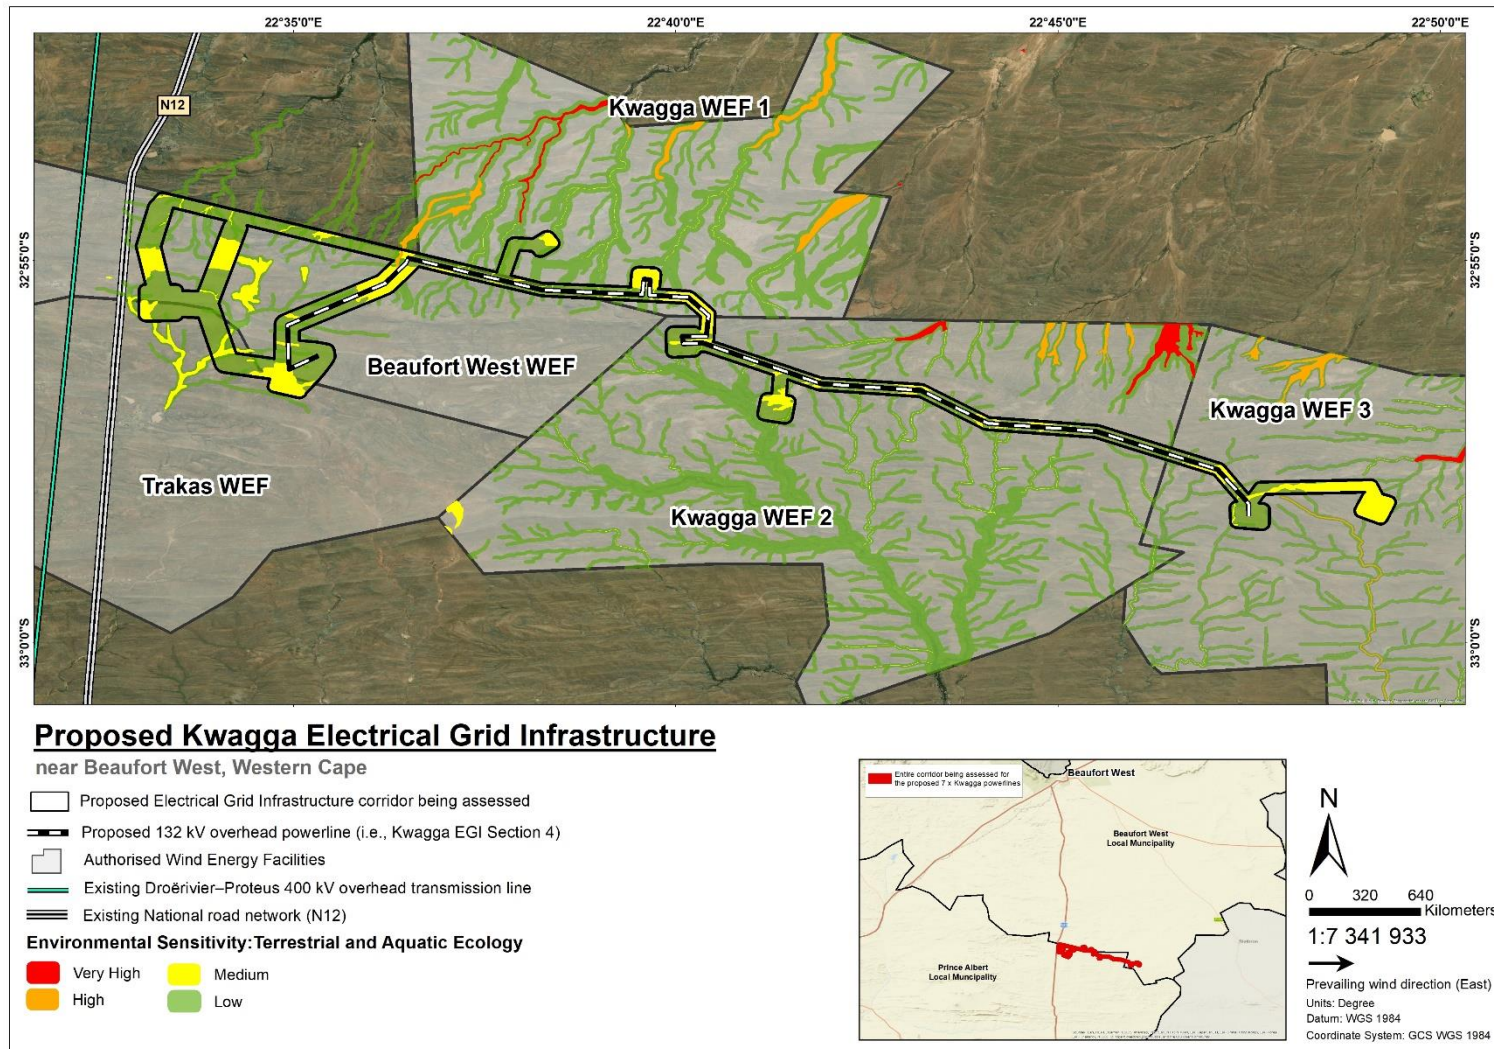 22°35'0"E
22°40'0"E
22°45'0"E
22°50'0"E
N12
Kwagga WEF 1
32°55'0"S
32°55'0"S
Beaufort West WEF
Kwagga WEF 3
Trakas WEF
Kwagga WEF 2
33°0'0"S
33°0'0"S
Proposed Kwagga Electrical Grid Infrastructure
near Beaufort West, Western Cape
Proposed Electrical Grid Infrastructure corridor being assessed
Proposed 132 kV overhead powerline (i.e., Kwagga EGI Section 4)
Authorised Wind Energy Facilities
Existing Droërivier–Proteus 400 kV overhead transmission line
Existing National road network (N12)
Environmental Sensitivity:Terrestrial and Aquatic Ecology
Very High
Medium
High
Low
Entire corridor being assessed for
the proposed 7 x Kwagga powerlines
Beaufort West
Beaufort West
Local Muncipality
Prince Albert
Local Muncipality
N
0 320 640
Kilometers
1:7 341 933
Prevailing wind direction (East)
Units: Degree
Datum: WGS 1984
Coordinate System: GCS WGS 1984